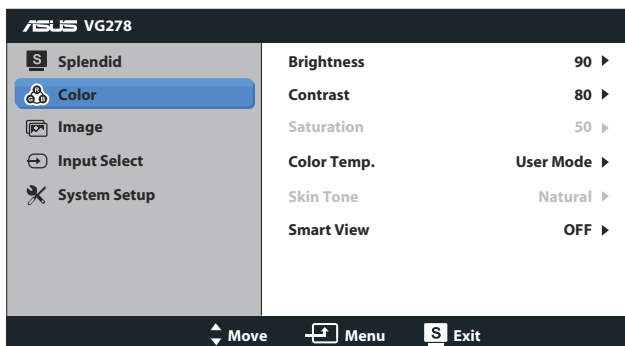 ASUS VG278
S Splendid
Color
Image
Input Select
System Setup
Brightness 90
Contrast 80
Saturation 50
Color Temp. User Mode
Skin Tone Natural
Smart View OFF
Move Menu S Exit